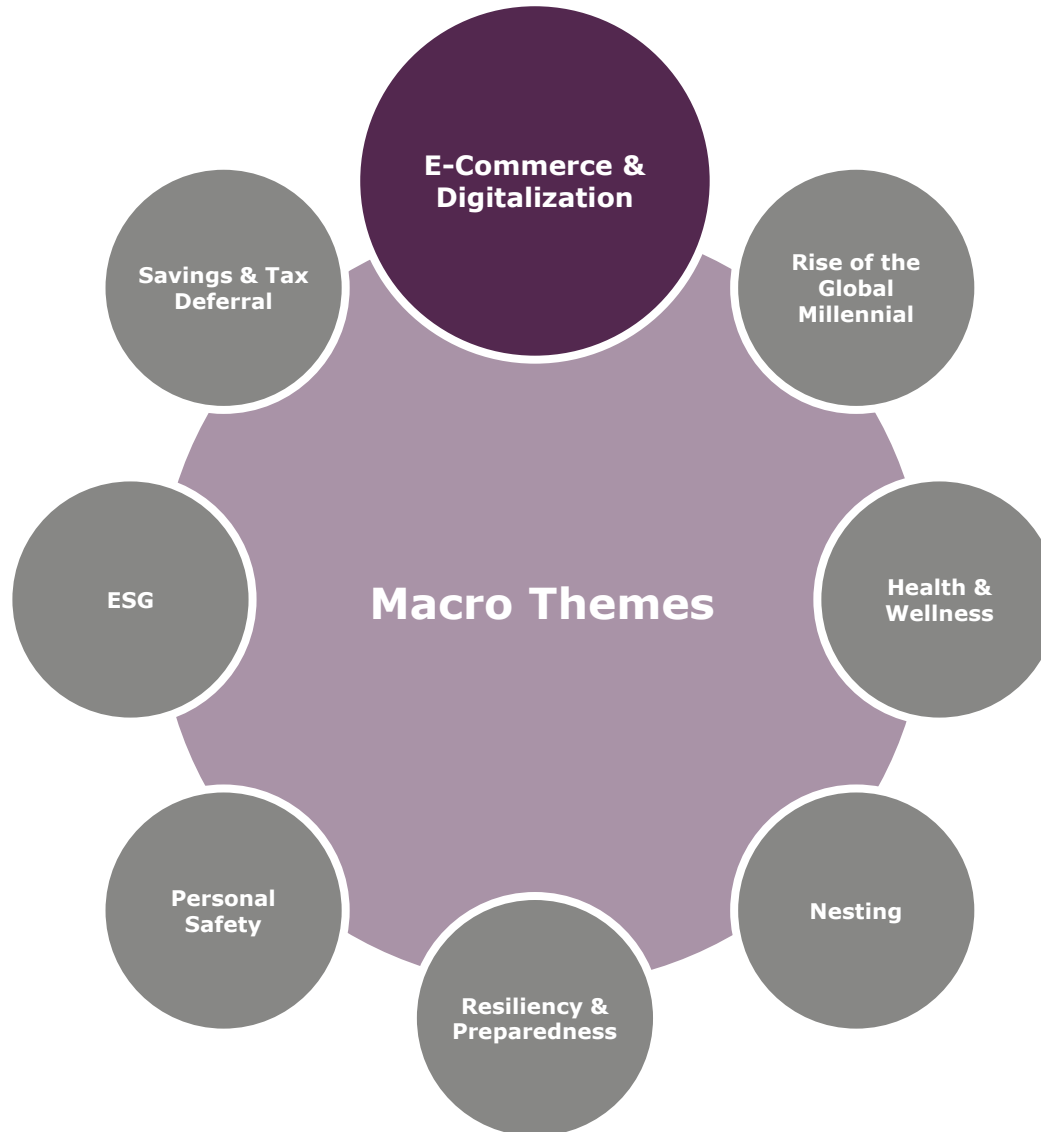 E-Commerce &
Digitalization
Rise of the
Global
Millennial
Savings & Tax
Deferral
Health &
Wellness
ESG
Macro Themes
Nesting
Personal
Safety
Resiliency &
Preparedness